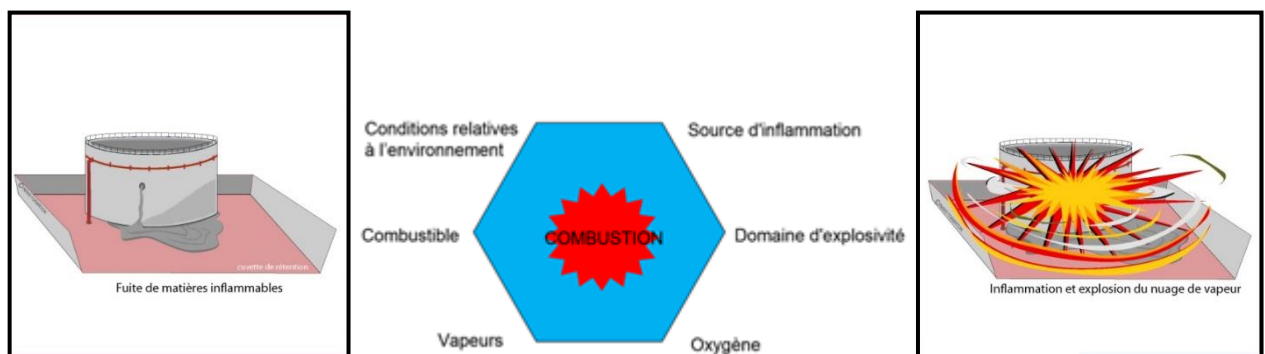 cuvette de rétention
Fuite de matières inflammables
Conditions relatives
à l'environnement
Source d'inflammation
Combustible
COMBUSTION
Domaine d'explosivité
Vapeurs
Oxygène
Inflammation et explosion du nuage de vapeur